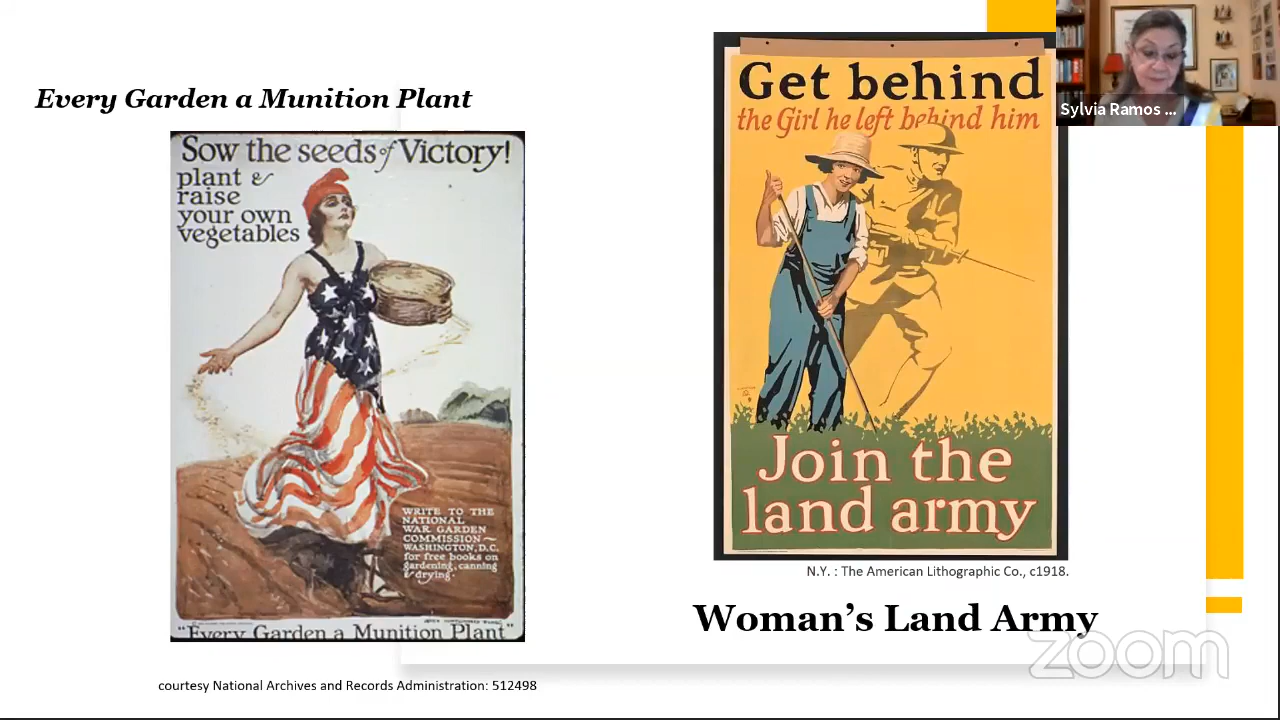 Every Garden a Munition Plant
Sow the seeds of Victory!
plant &
raise
your own
vegetables
WRITE TO THE
NATIONAL
WAR GARDEN
COMMISSION ~
WASHINGTON, D.C.
for free books on
gardening, canning
& drying.
"Every Garden a Munition Plant"
courtesy National Archives and Records Administration: 512498
Get behind
the Girl he left behind him
Join the
land army
N.Y. : The American Lithographic Co., c1918.
Woman's Land Army
Sylvia Ramos ...
zoom